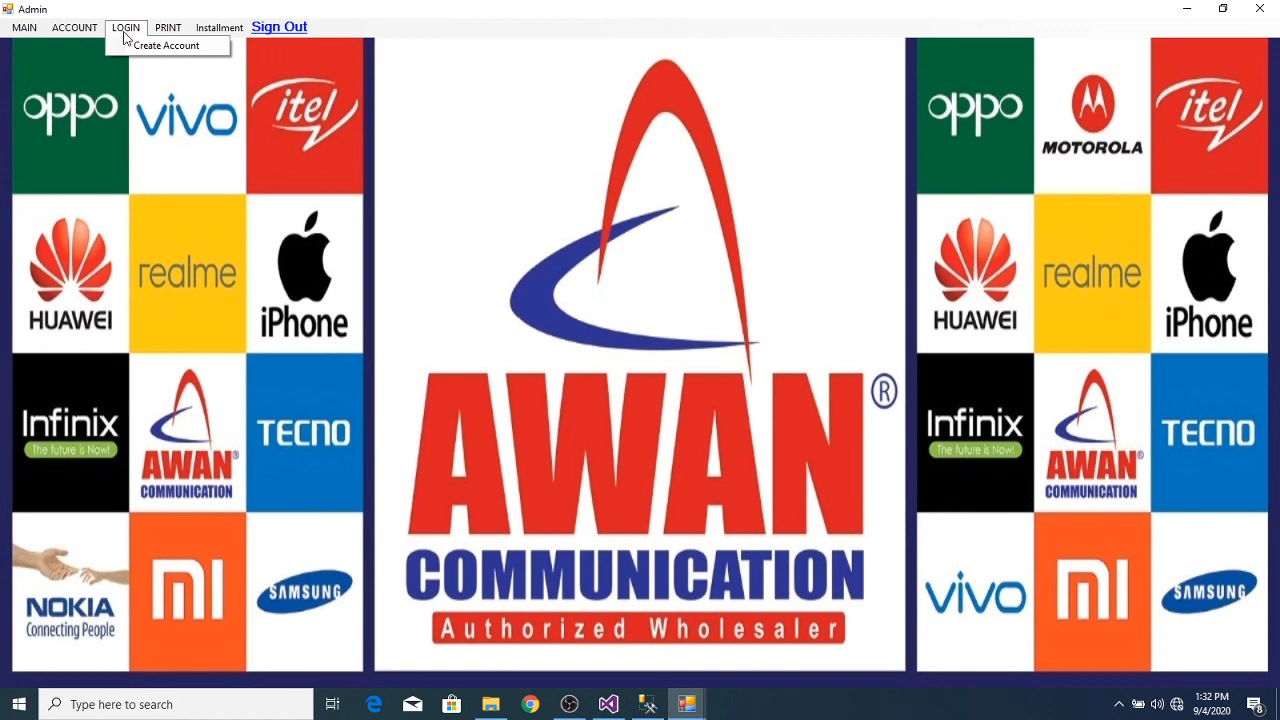 Admin
MAIN ACCOUNT LOGIN PRINT Installment Sign Out
Create Account
oppo vivo itel
HUAWEI realme iPhone
Infinix
The future is Now!
AWAN®
COMMUNICATION
TECNO
NOKIA
Connecting People
MI
SAMSUNG
AWAN®
COMMUNICATION
Authorized Wholesaler
oppo MOTOROLA itel
HUAWEI realme iPhone
Infinix
The future is Now!
AWAN®
COMMUNICATION
TECNO
vivo MI SAMSUNG
Type here to search
1:32 PM
9/4/2020
8